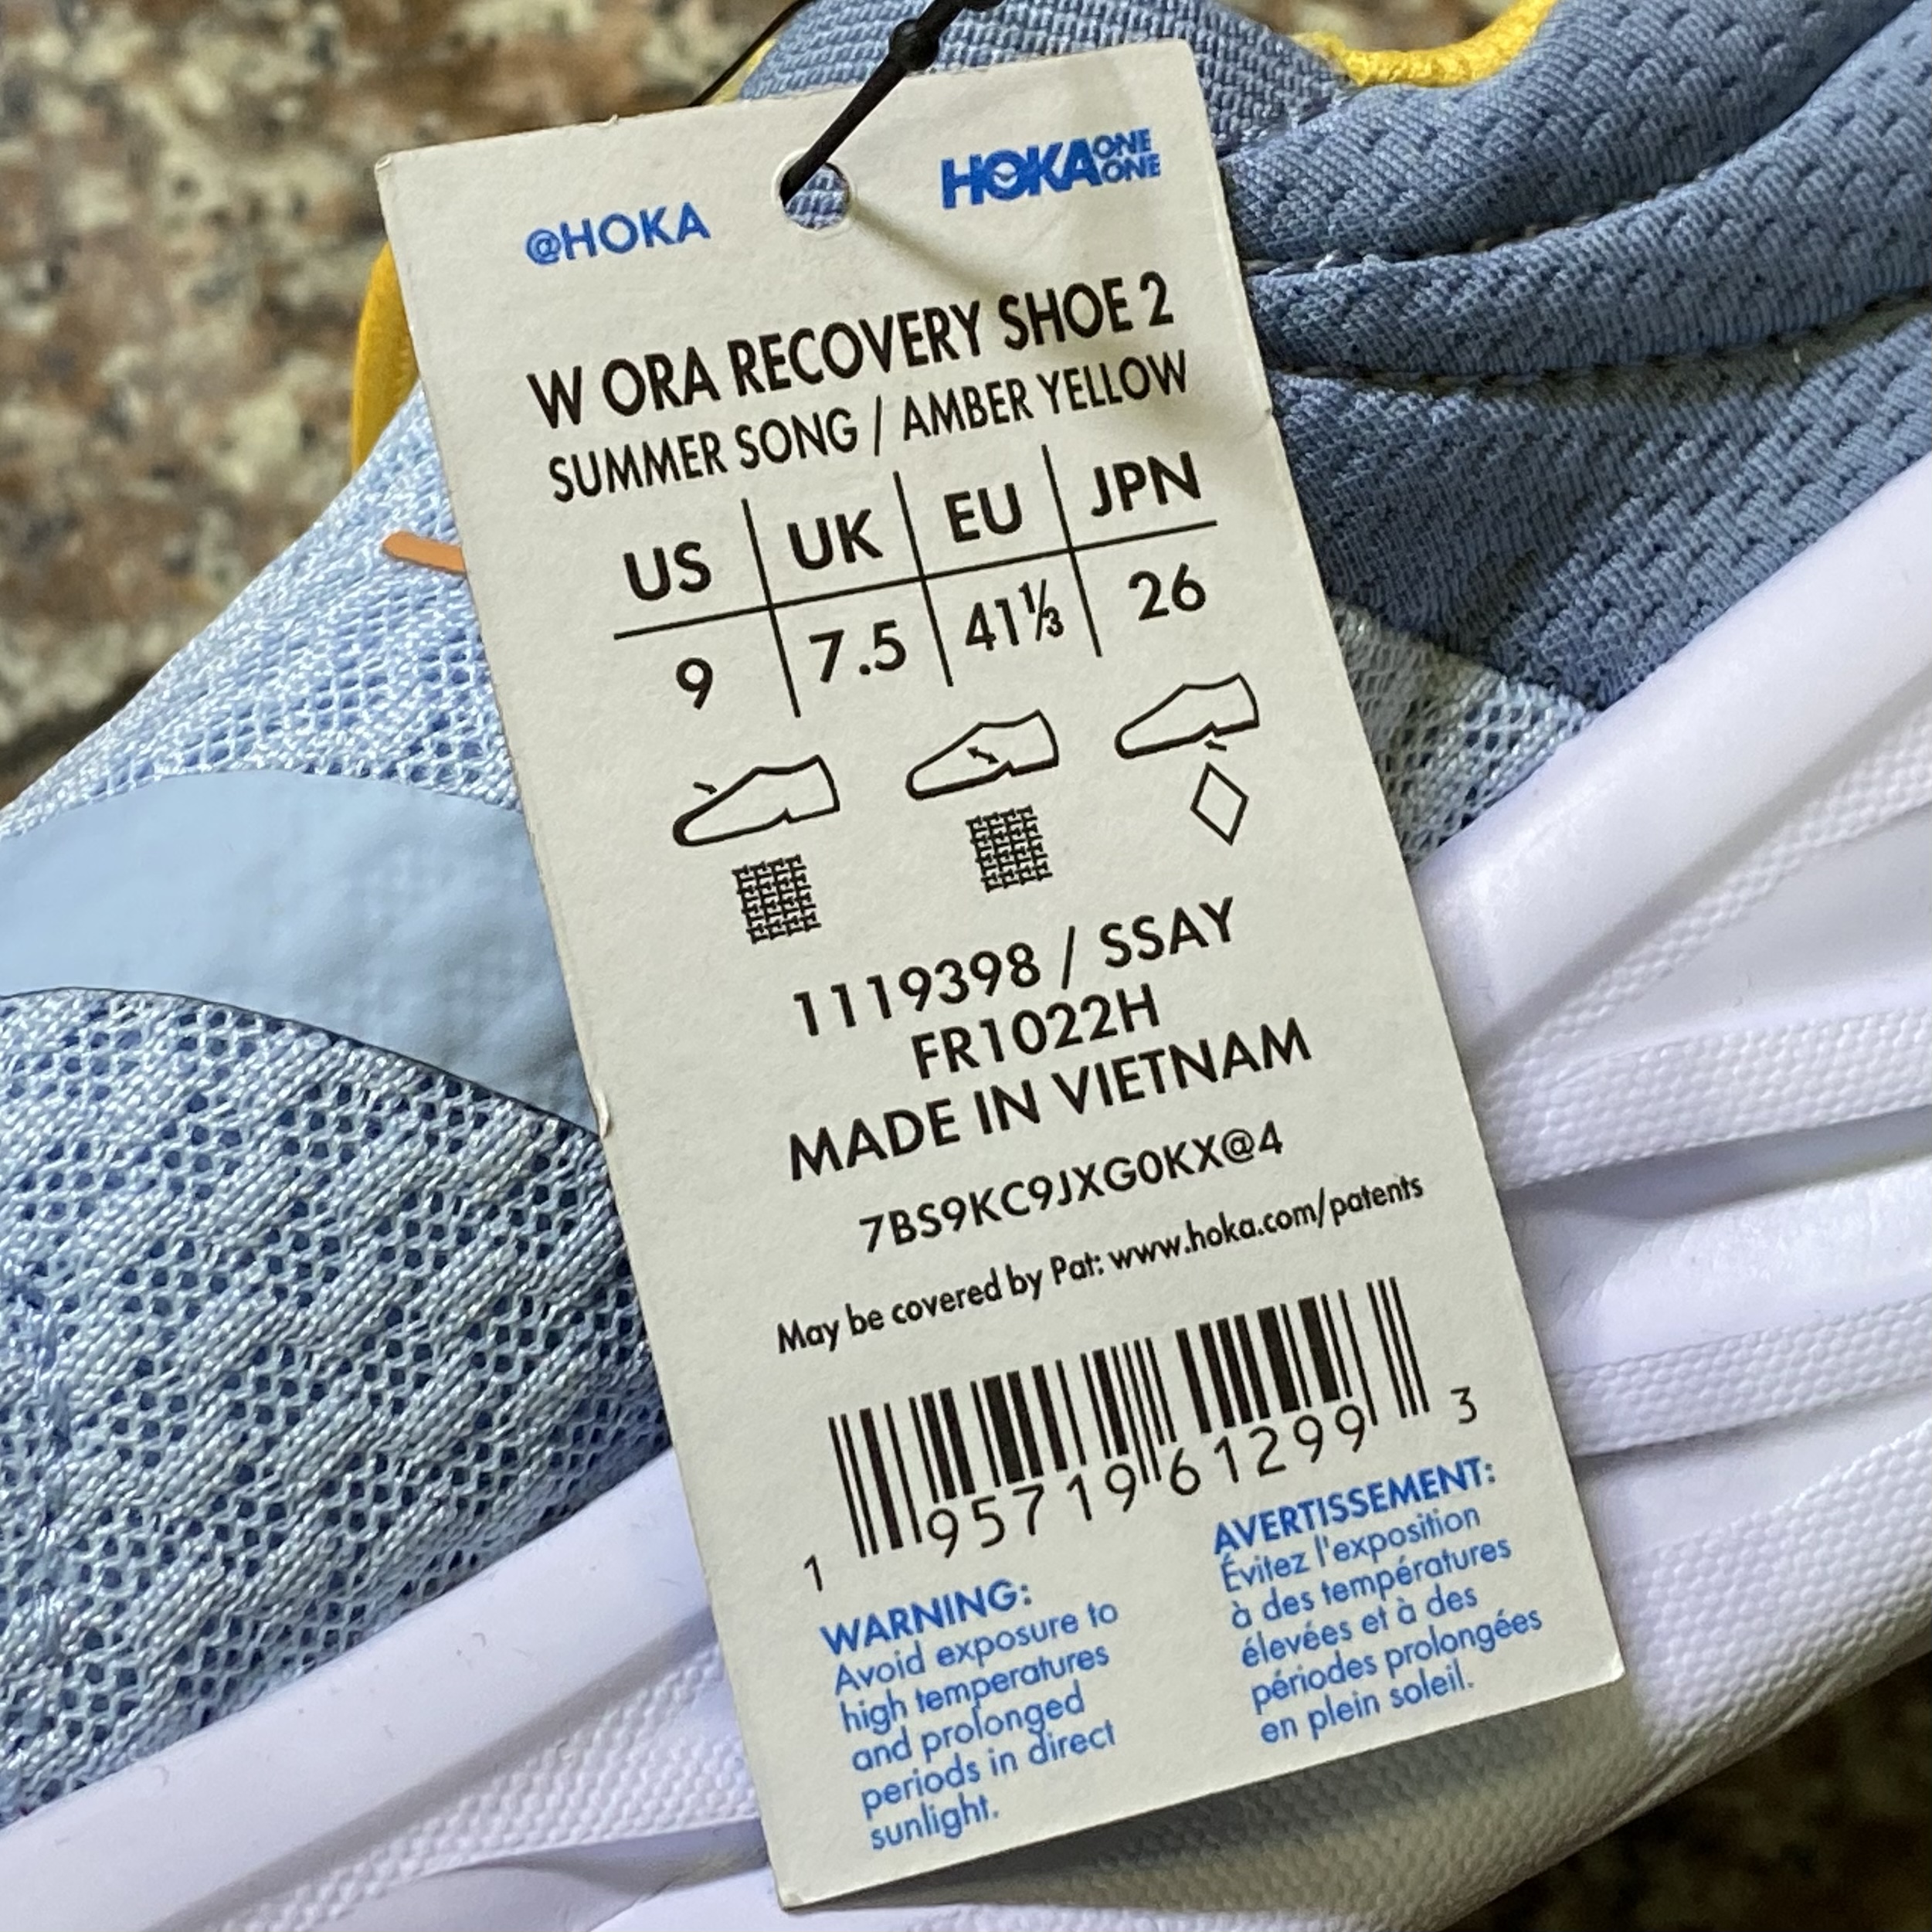 @HOKA
HOKA ONE ONE
W ORA RECOVERY SHOE 2
SUMMER SONG / AMBER YELLOW
US UK EU JPN
9 7.5 41⅓ 26
1119398 / SSAY
FR1022H
MADE IN VIETNAM
7BS9KC9JXG0KX@4
May be covered by Pat: www.hoka.com/patents
1 95719 61299 3
WARNING:
Avoid exposure to
high temperatures
and prolonged
periods in direct
sunlight.
AVERTISSEMENT:
Évitez l'exposition
à des températures
élevées et à des
périodes prolongées
en plein soleil.